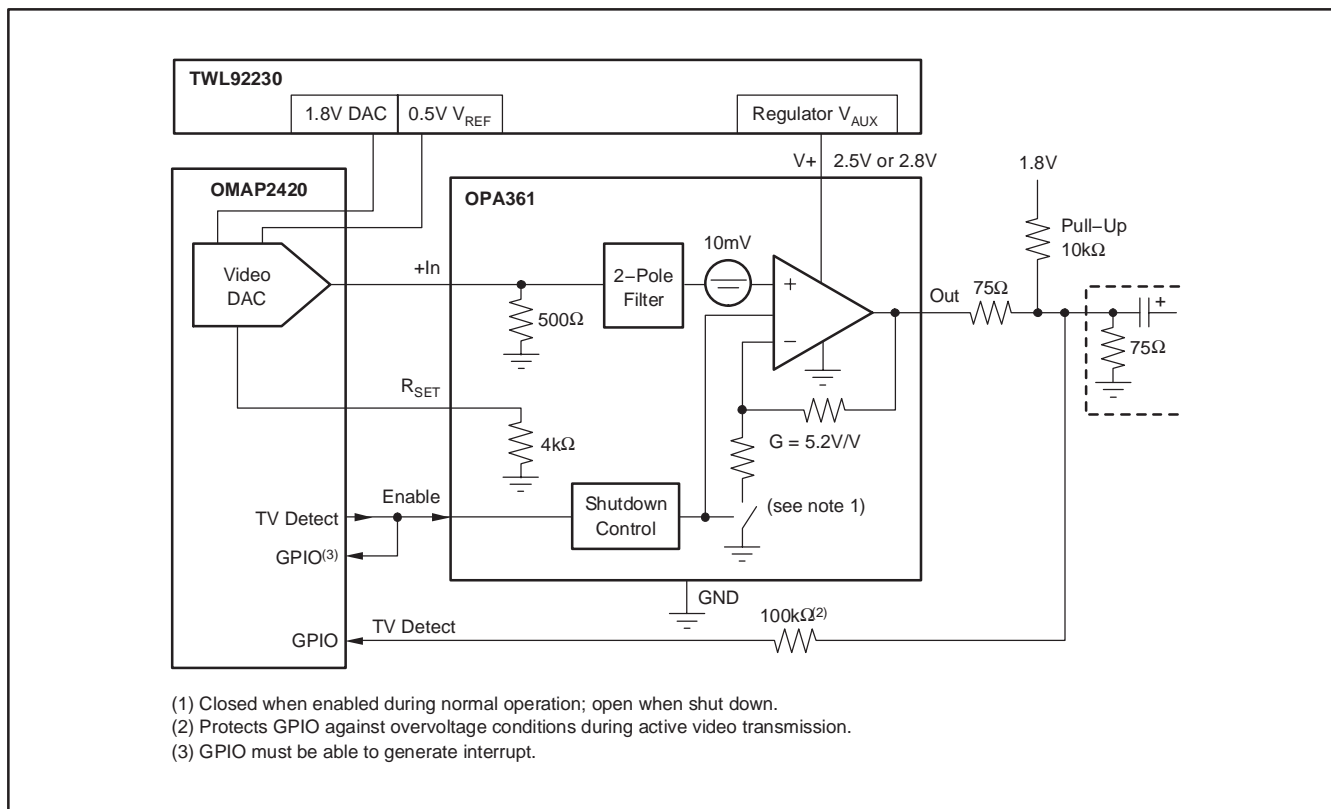 TWL92230
1.8V DAC
0.5V VREF
Regulator VAUX
V+
2.5V or 2.8V
1.8V
OMAP2420
OPA361
Pull−Up
10kΩ
10mV
Video
DAC
+In
2−Pole
Filter
+
Out
75Ω
+
500Ω
−
75Ω
RSET
4kΩ
G = 5.2V/V
Enable
Shutdown
Control
(see note 1)
TV Detect
GPIO(3)
GND
100kΩ(2)
GPIO
TV Detect
(1) Closed when enabled during normal operation; open when shut down.
(2) Protects GPIO against overvoltage conditions during active video transmission.
(3) GPIO must be able to generate interrupt.